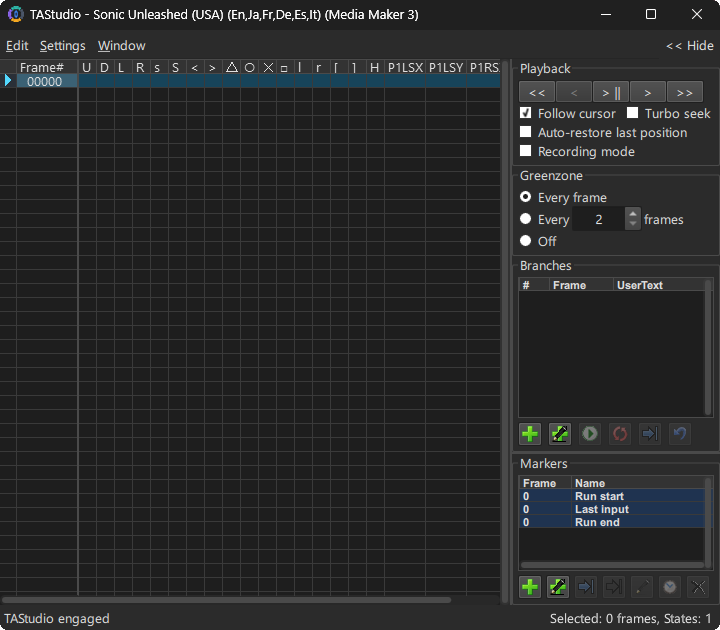 TAStudio - Sonic Unleashed (USA) (En,Ja,Fr,De,Es,It) (Media Maker 3)
Edit Settings Window << Hide
Frame# U D L R s S < > △ ○ ✕ □ l r [ ] H P1LSX P1LSY P1RS
00000
Playback
<< < > || > >>
Follow cursor Turbo seek
Auto-restore last position
Recording mode
Greenzone
Every frame
Every 2 frames
Off
Branches
# Frame UserText
Markers
Frame Name
0 Run start
0 Last input
0 Run end
TAStudio engaged Selected: 0 frames, States: 1